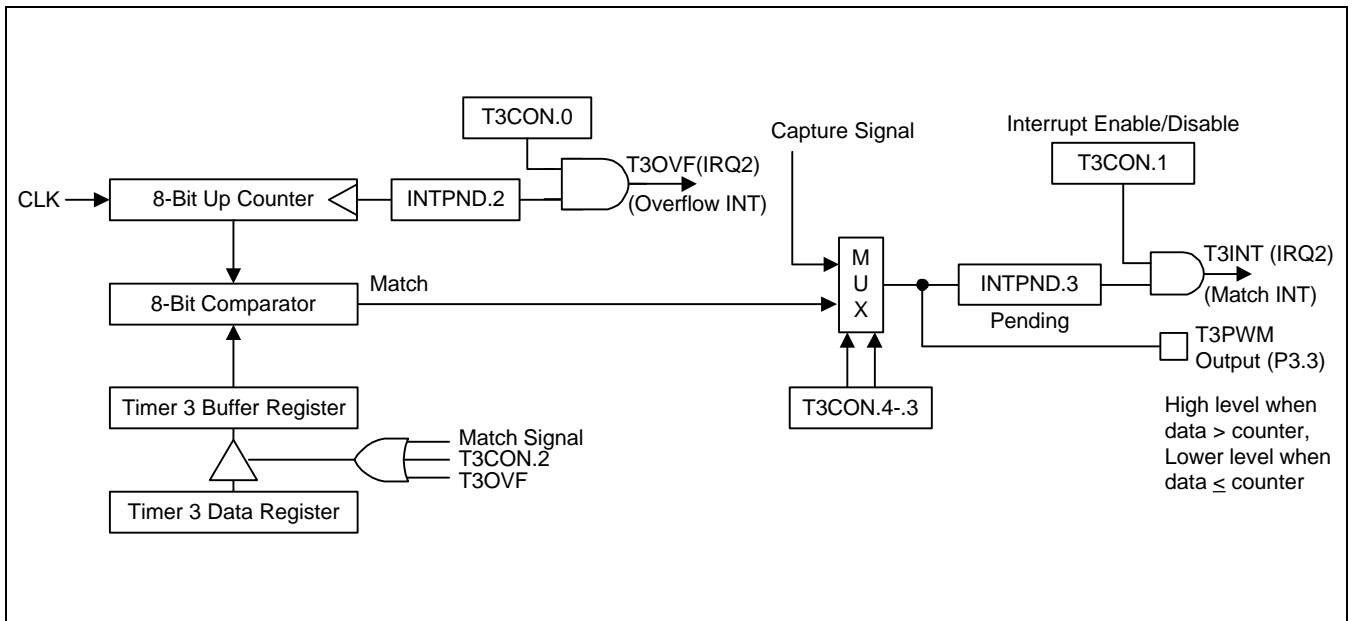 T3CON.0
Capture Signal
Interrupt Enable/Disable
T3CON.1
T3OVF(IRQ2)
(Overflow INT)
CLK
8-Bit Up Counter
INTPND.2
M
U
X
T3INT (IRQ2)
(Match INT)
8-Bit Comparator
Match
INTPND.3
Pending
T3PWM
Output (P3.3)
Timer 3 Buffer Register
T3CON.4-.3
High level when
data > counter,
Lower level when
data ≤ counter
Match Signal
T3CON.2
T3OVF
Timer 3 Data Register